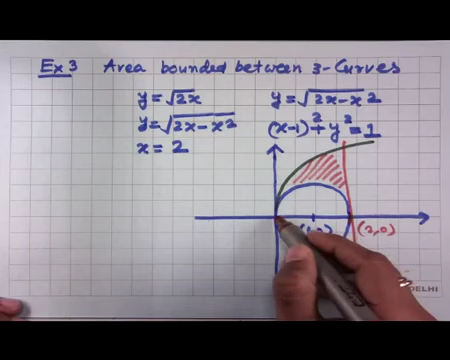 Ex 3 Area bounded between 3-Curves
y = √2x
y = √2x-x²
x = 2
y = √2x-x2
(x-1)² + y² = 1
(2,0)
DELHI